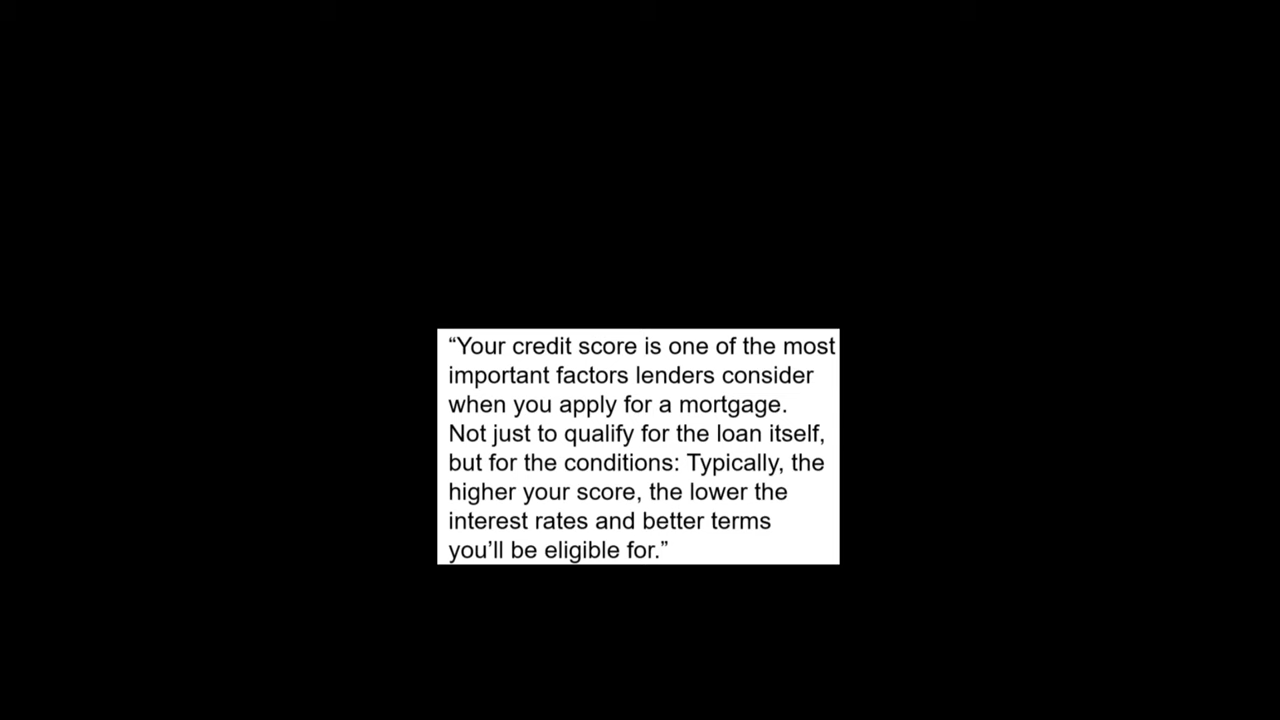 “Your credit score is one of the most
important factors lenders consider
when you apply for a mortgage.
Not just to qualify for the loan itself,
but for the conditions: Typically, the
higher your score, the lower the
interest rates and better terms
you’ll be eligible for.”